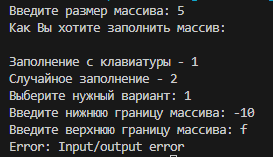 Введите размер массива: 5
Как Вы хотите заполнить массив:
Заполнение с клавиатуры - 1
Случайное заполнение - 2
Выберите нужный вариант: 1
Введите нижнюю границу массива: -10
Введите верхнюю границу массива: f
Error: Input/output error